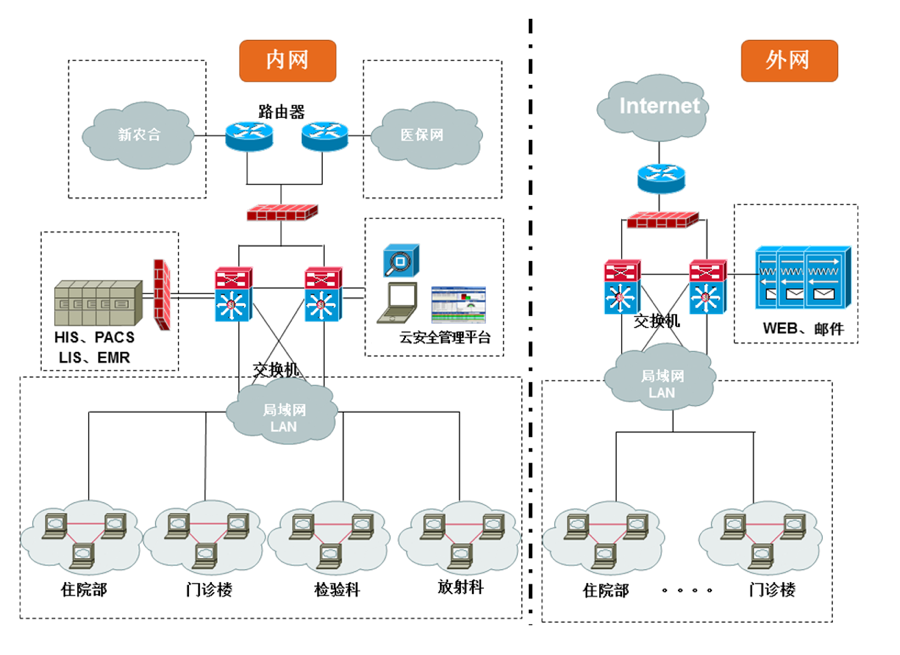 内网
外网
路由器
新农合
医保网
Internet
HIS、PACS
LIS、EMR
云安全管理平台
交换机
局域网
LAN
住院部
门诊楼
检验科
放射科
WEB、邮件
交换机
局域网
LAN
住院部
. . . .
门诊楼